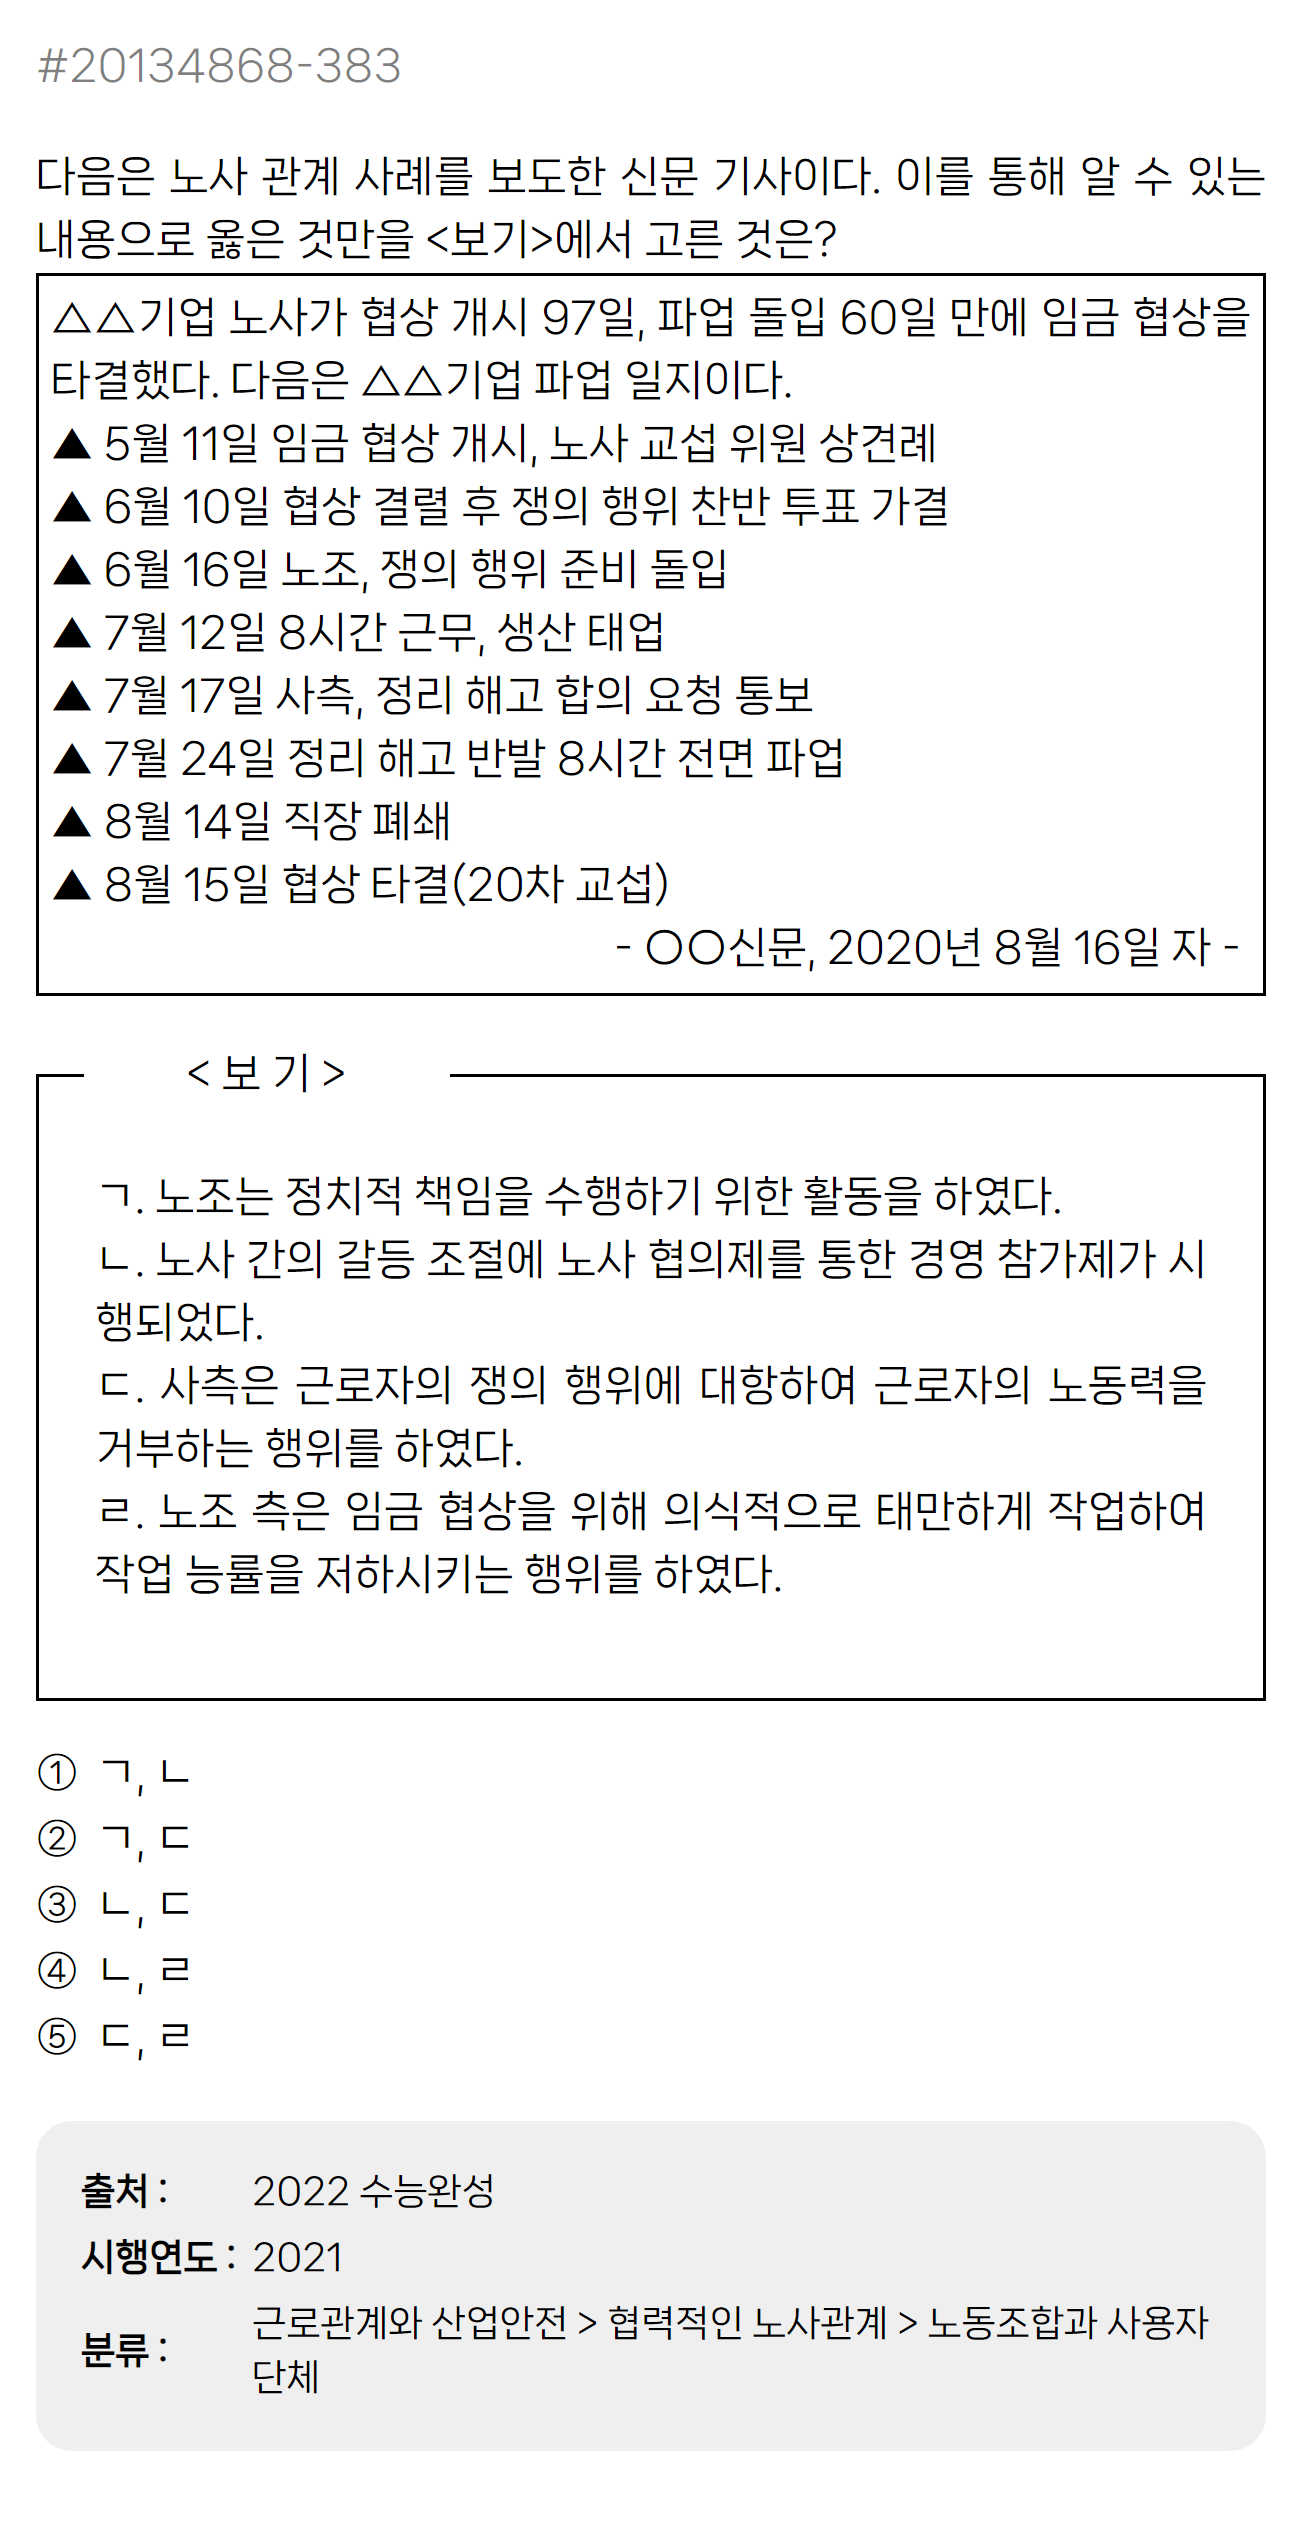 #20134868-383
다음은 노사 관계 사례를 보도한 신문 기사이다. 이를 통해 알 수 있는
내용으로 옳은 것만을 <보기>에서 고른 것은?
△△기업 노사가 협상 개시 97일, 파업 돌입 60일 만에 임금 협상을
타결했다. 다음은 △△기업 파업 일지이다.
▲ 5월 11일 임금 협상 개시, 노사 교섭 위원 상견례
▲ 6월 10일 협상 결렬 후 쟁의 행위 찬반 투표 가결
▲ 6월 16일 노조, 쟁의 행위 준비 돌입
▲ 7월 12일 8시간 근무, 생산 태업
▲ 7월 17일 사측, 정리 해고 합의 요청 통보
▲ 7월 24일 정리 해고 반발 8시간 전면 파업
▲ 8월 14일 직장 폐쇄
▲ 8월 15일 협상 타결(20차 교섭)
- ○○신문, 2020년 8월 16일 자 -
< 보 기 >
ㄱ. 노조는 정치적 책임을 수행하기 위한 활동을 하였다.
ㄴ. 노사 간의 갈등 조절에 노사 협의제를 통한 경영 참가제가 시
행되었다.
ㄷ. 사측은 근로자의 쟁의 행위에 대항하여 근로자의 노동력을
거부하는 행위를 하였다.
ㄹ. 노조 측은 임금 협상을 위해 의식적으로 태만하게 작업하여
작업 능률을 저하시키는 행위를 하였다.
① ㄱ, ㄴ
② ㄱ, ㄷ
③ ㄴ, ㄷ
④ ㄴ, ㄹ
⑤ ㄷ, ㄹ
출처 : 2022 수능완성
시행연도 : 2021
분류 : 근로관계와 산업안전 > 협력적인 노사관계 > 노동조합과 사용자
단체